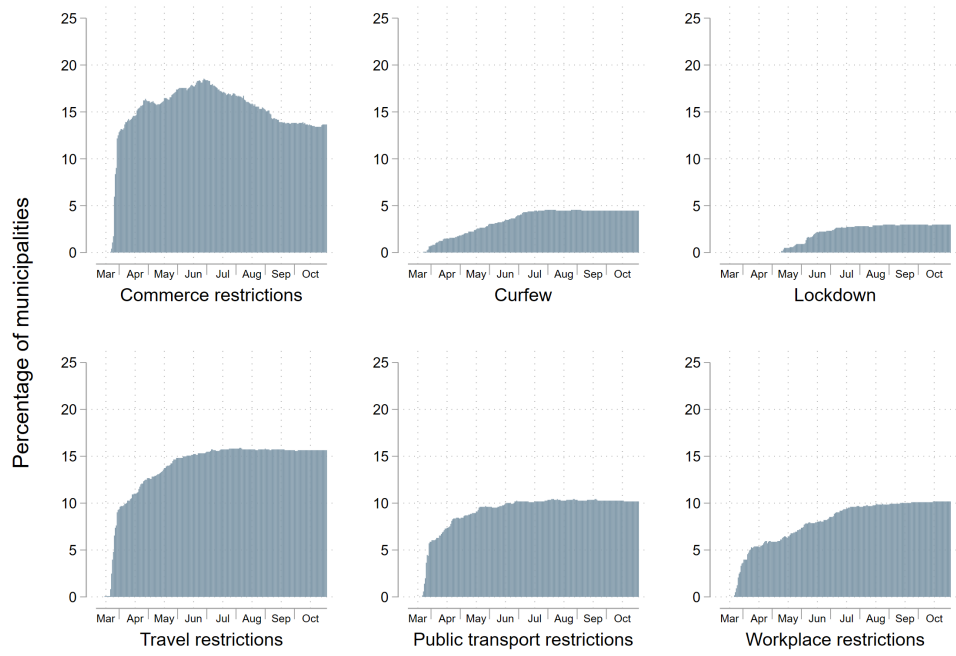 Percentage of municipalities
25
20
15
10
5
0
Mar Apr May Jun Jul Aug Sep Oct
Commerce restrictions
25
20
15
10
5
0
Mar Apr May Jun Jul Aug Sep Oct
Curfew
25
20
15
10
5
0
Mar Apr May Jun Jul Aug Sep Oct
Lockdown
25
20
15
10
5
0
Mar Apr May Jun Jul Aug Sep Oct
Travel restrictions
25
20
15
10
5
0
Mar Apr May Jun Jul Aug Sep Oct
Public transport restrictions
25
20
15
10
5
0
Mar Apr May Jun Jul Aug Sep Oct
Workplace restrictions